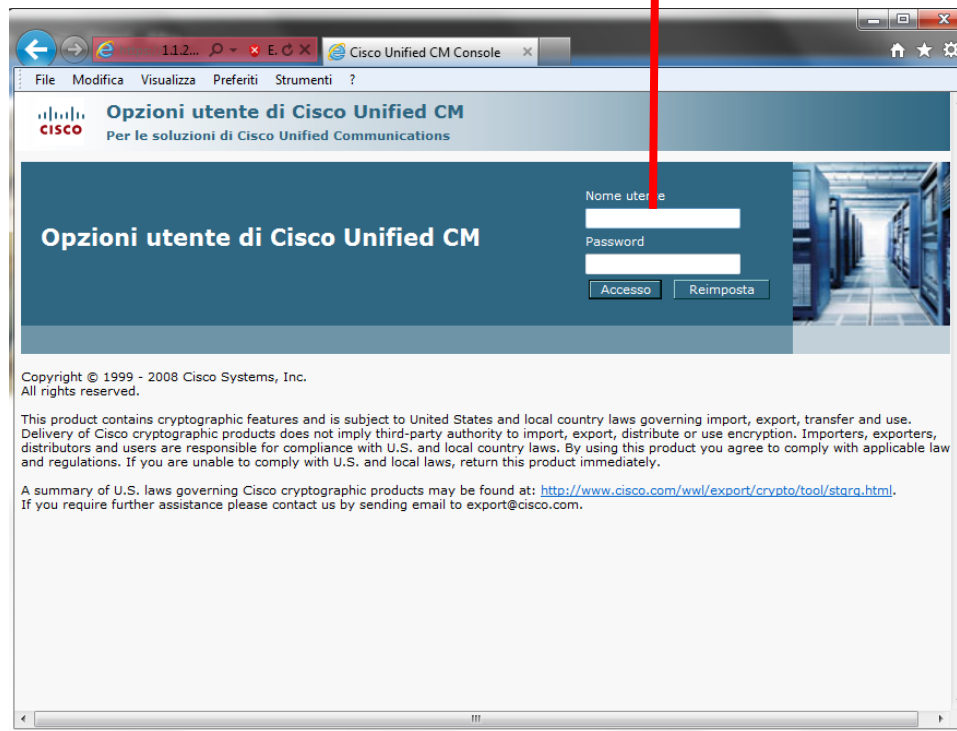 1.1.2... E.
Cisco Unified CM Console
File Modifica Visualizza Preferiti Strumenti ?
cisco
Opzioni utente di Cisco Unified CM
Per le soluzioni di Cisco Unified Communications
Opzioni utente di Cisco Unified CM
Nome utente
Password
Accesso Reimposta
Copyright © 1999 - 2008 Cisco Systems, Inc.
All rights reserved.
This product contains cryptographic features and is subject to United States and local country laws governing import, export, transfer and use.
Delivery of Cisco cryptographic products does not imply third-party authority to import, export, distribute or use encryption. Importers, exporters,
distributors and users are responsible for compliance with U.S. and local country laws. By using this product you agree to comply with applicable law
and regulations. If you are unable to comply with U.S. and local laws, return this product immediately.
A summary of U.S. laws governing Cisco cryptographic products may be found at: http://www.cisco.com/wwl/export/crypto/tool/stqrg.html.
If you require further assistance please contact us by sending email to export@cisco.com.